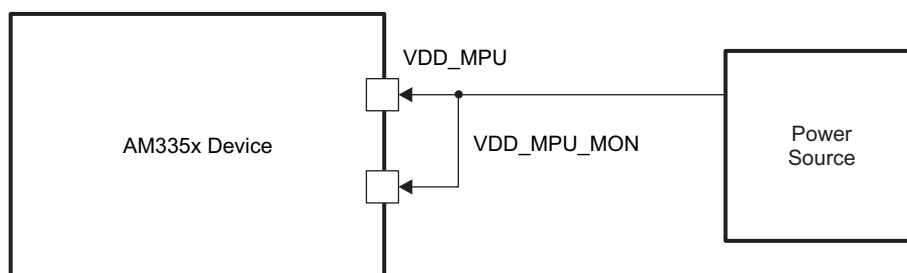 VDD_MPU
AM335x Device
VDD_MPU_MON
Power
Source